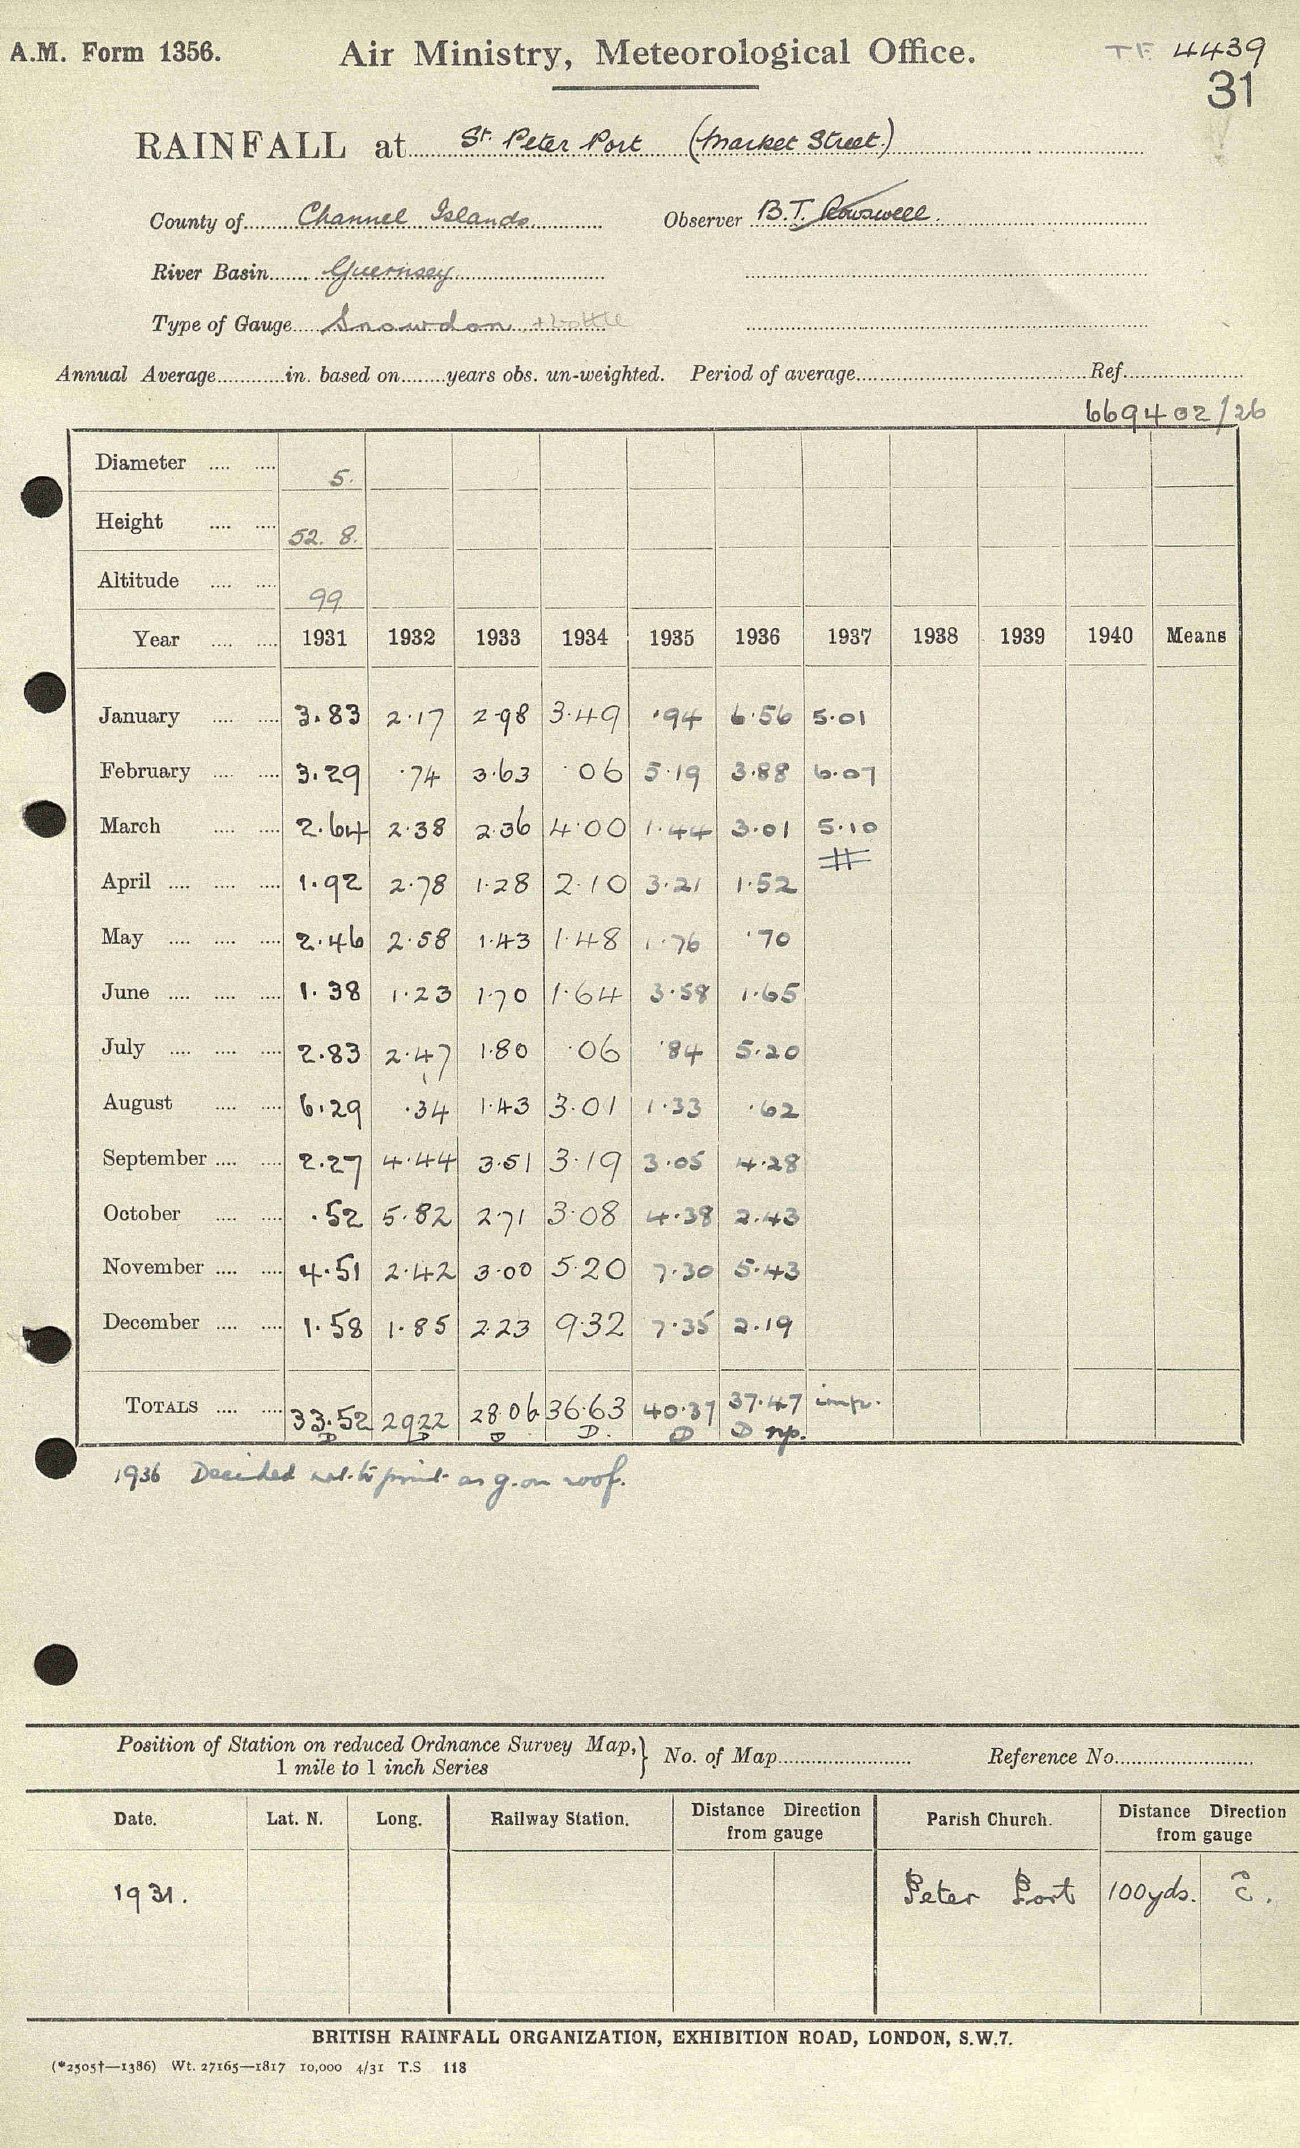 A.M. Form 1356. Air Ministry, Meteorological Office. TF 4439
31
RAINFALL at St. Peter Port (Market Street)
County of Channel Islands Observer B.T. Rowswell.
River Basin Guernsey
Type of Gauge Snowdon + bottle
Annual Average in. based on years obs. un-weighted. Period of average Ref.
669402/26
Diameter 5.
Height 52. 8.
Altitude 99
Year 1931 1932 1933 1934 1935 1936 1937 1938 1939 1940 Means
January 3.83 2.17 2.98 3.49 .94 6.56 5.01
February 3.29 .74 3.63 .06 5.19 3.88 6.07
March 2.64 2.38 2.36 4.00 1.44 3.01 5.10
April 1.92 2.78 1.28 2.10 3.21 1.52
May 2.46 2.58 1.43 1.48 1.76 .70
June 1.38 1.23 1.70 1.64 3.58 1.65
July 2.83 2.47 1.80 .06 .84 5.20
August 6.29 .34 1.43 3.01 1.33 .62
September 2.27 4.44 3.51 3.19 3.05 4.28
October .52 5.82 2.71 3.08 4.38 2.43
November 4.51 2.42 3.00 5.20 7.30 5.43
December 1.58 1.85 2.23 9.32 7.35 2.19
TOTALS 33.52 29.22 28.06 36.63 40.37 37.47
D D D D. D D np.
1936 Decided not to print as g. on roof.
Position of Station on reduced Ordnance Survey Map, } No. of Map Reference No.
1 mile to 1 inch Series
Date. Lat. N. Long. Railway Station. Distance Direction from gauge Parish Church. Distance Direction from gauge
1931. Peter Port 100yds. E.
BRITISH RAINFALL ORGANIZATION, EXHIBITION ROAD, LONDON, S.W.7.
(*2505†—1386) Wt. 27165—1817 10,000 4/31 T.S 118